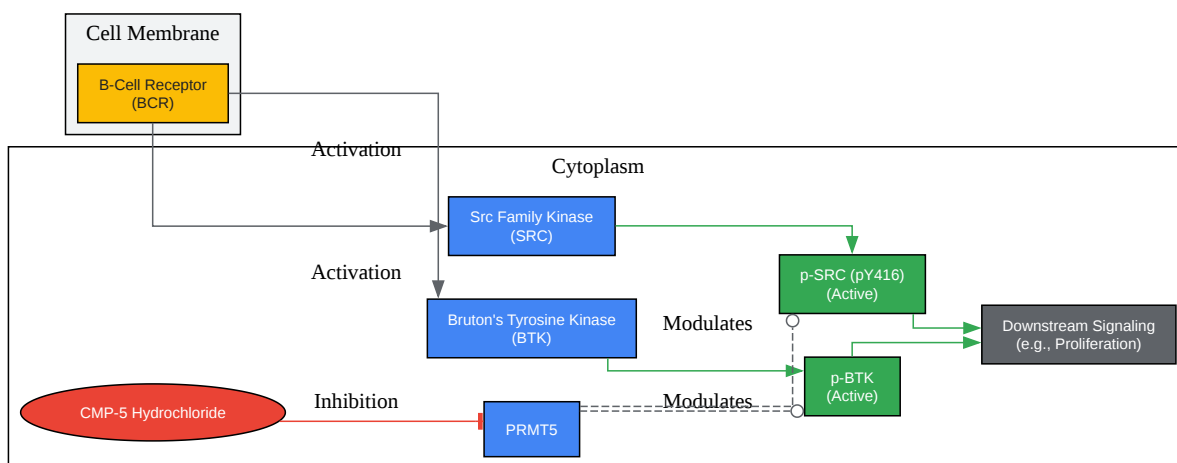 Cell Membrane
B-Cell Receptor
(BCR)
Activation
Cytoplasm
Src Family Kinase
(SRC)
Activation
p-SRC (pY416)
(Active)
Bruton's Tyrosine Kinase
(BTK)
Modulates
Downstream Signaling
(e.g., Proliferation)
p-BTK
(Active)
CMP-5 Hydrochloride
Inhibition
PRMT5
Modulates